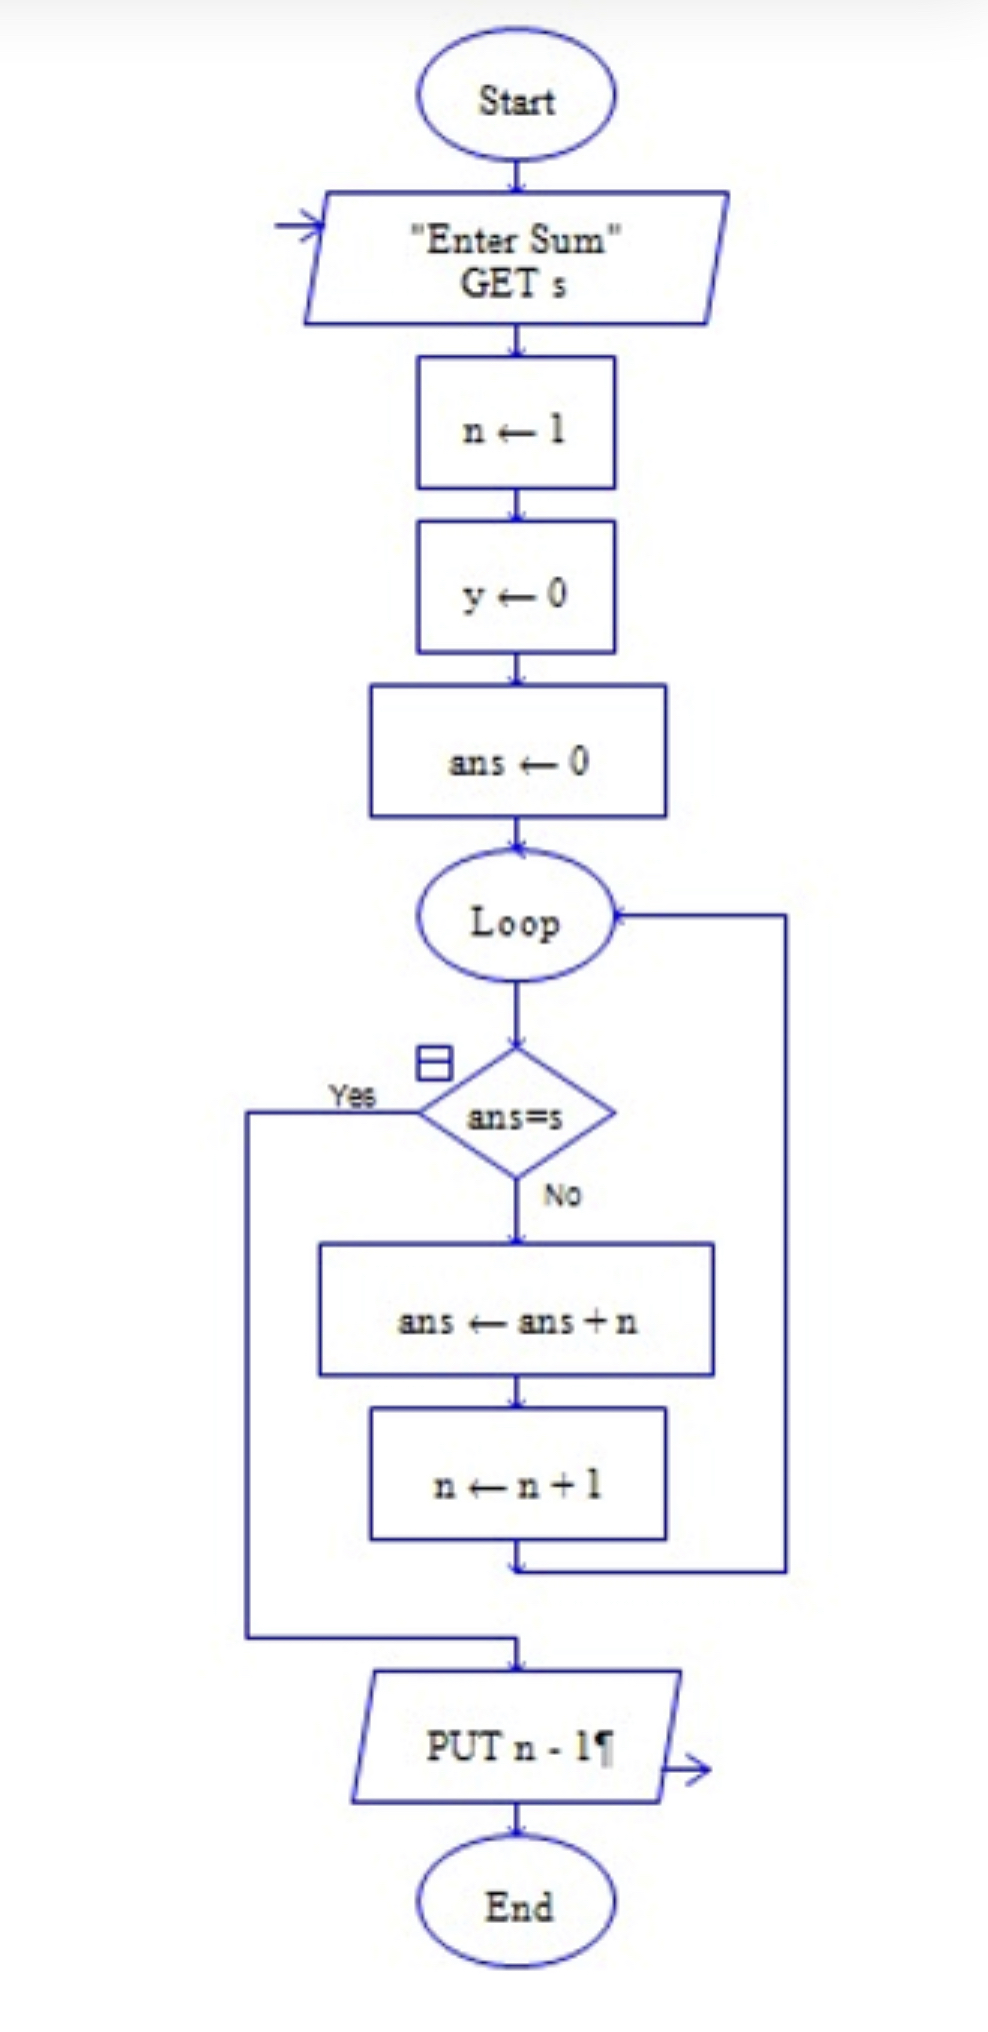 Start
"Enter Sum"
GET s
n ← 1
y ← 0
ans ← 0
Loop
Yes
ans=s
No
ans ← ans + n
n ← n + 1
PUT n - 1¶
End